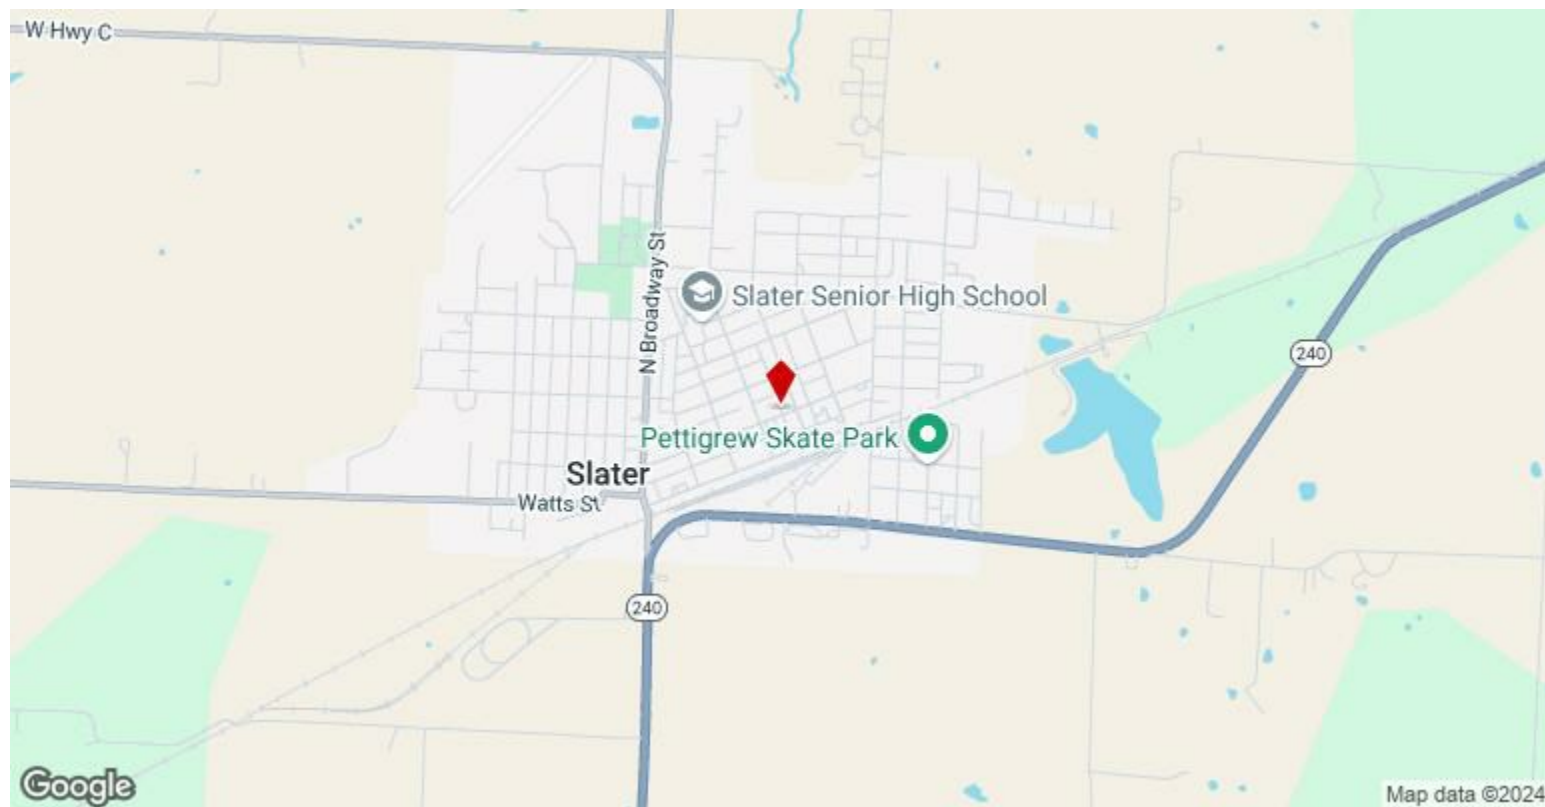 W Hwy C
N Broadway St
Slater Senior High School
240
Pettigrew Skate Park
Slater
Watts St
240
Google
Map data ©2024